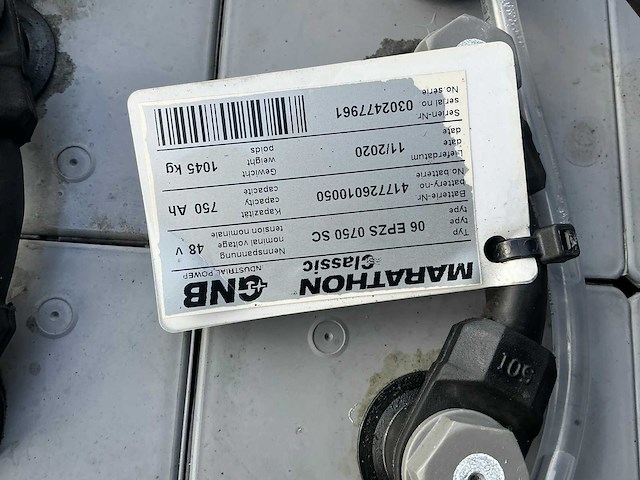 MARATHON GNB
Classic INDUSTRIAL POWER
Typ
type
type
06 EPZS 0750 SC
Nennspannung
nominal voltage
tension nominale
48 V
Batterie-Nr
battery-no
No.batterie
417726010050
Kapazität
capacity
capacite
750 Ah
Lieferdatum
date
date
11/2020
Gewicht
weight
poids
1045 kg
Serien-Nr
serial no.
No.serie
0302477961
109